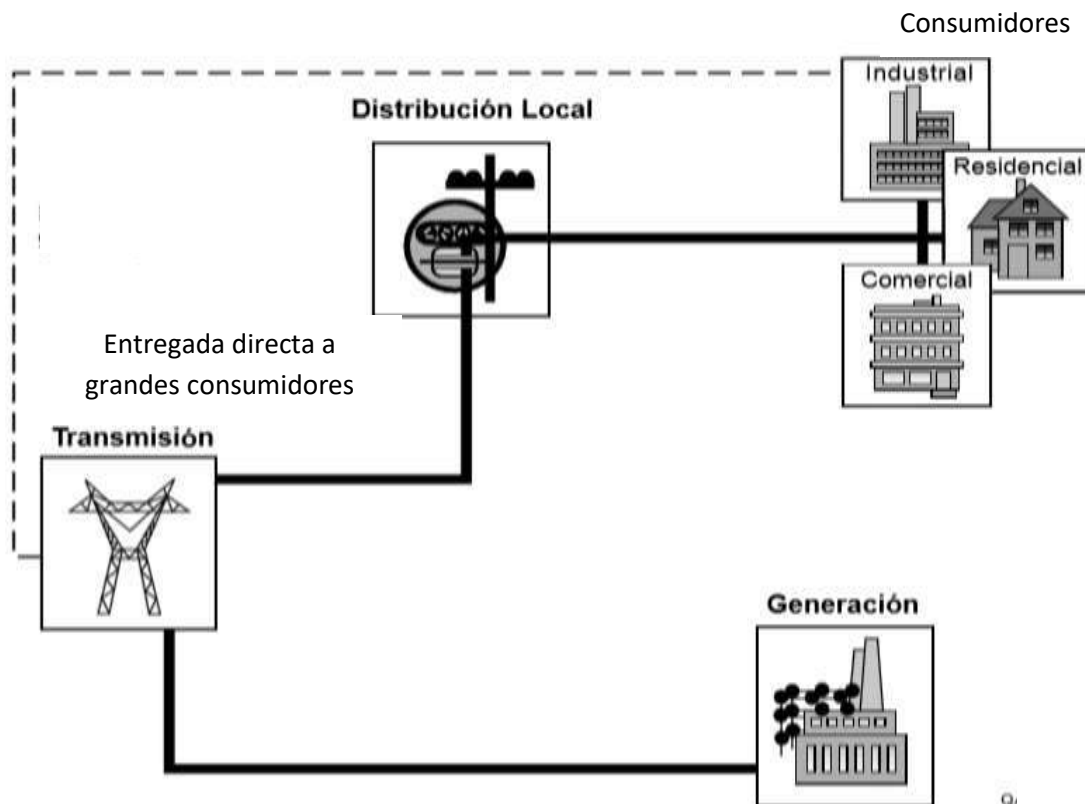 Consumidores
Industrial
Distribución Local
Residencial
Comercial
Entregada directa a
grandes consumidores
Transmisión
Generación